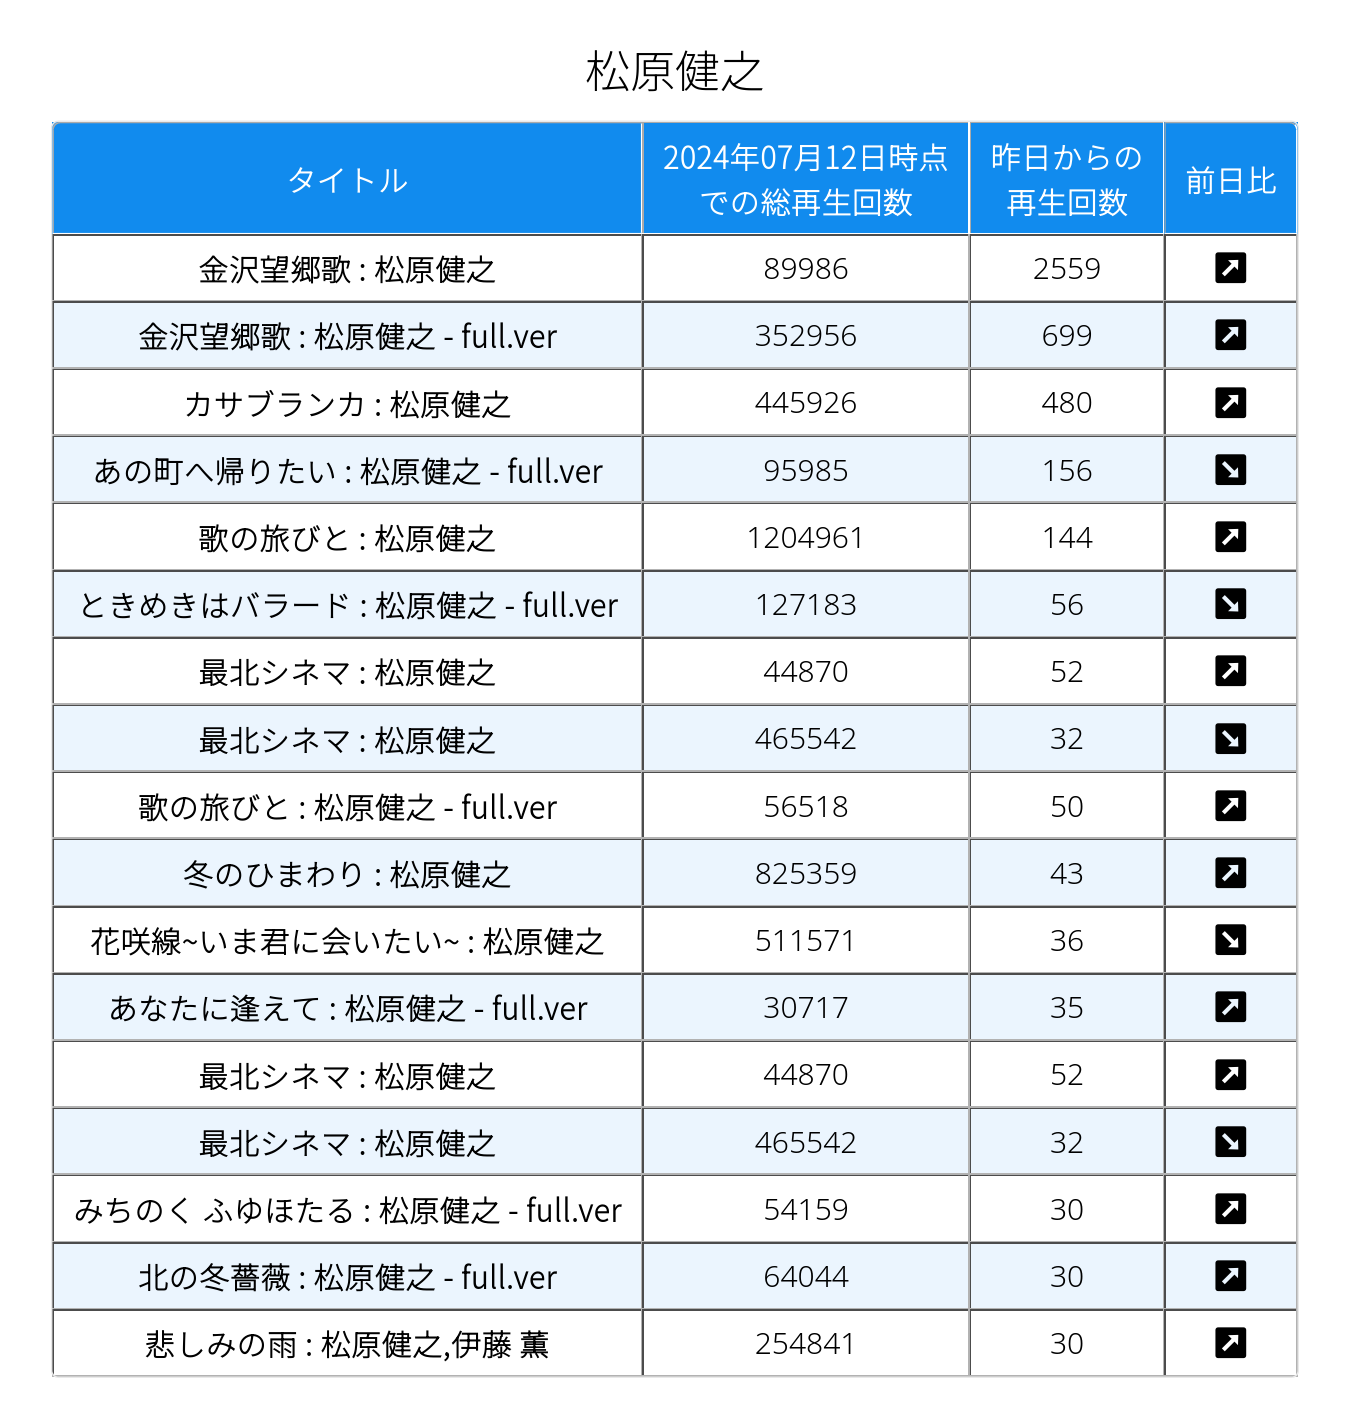 松原健之
タイトル 2024年07月12日時点 昨日からの 前日比
での総再生回数 再生回数
金沢望郷歌 : 松原健之 89986 2559
金沢望郷歌 : 松原健之 - full.ver 352956 699
カサブランカ : 松原健之 445926 480
あの町へ帰りたい : 松原健之 - full.ver 95985 156
歌の旅びと : 松原健之 1204961 144
ときめきはバラード : 松原健之 - full.ver 127183 56
最北シネマ : 松原健之 44870 52
最北シネマ : 松原健之 465542 32
歌の旅びと : 松原健之 - full.ver 56518 50
冬のひまわり : 松原健之 825359 43
花咲線~いま君に会いたい~ : 松原健之 511571 36
あなたに逢えて : 松原健之 - full.ver 30717 35
最北シネマ : 松原健之 44870 52
最北シネマ : 松原健之 465542 32
みちのく ふゆほたる : 松原健之 - full.ver 54159 30
北の冬薔薇 : 松原健之 - full.ver 64044 30
悲しみの雨 : 松原健之,伊藤 薫 254841 30